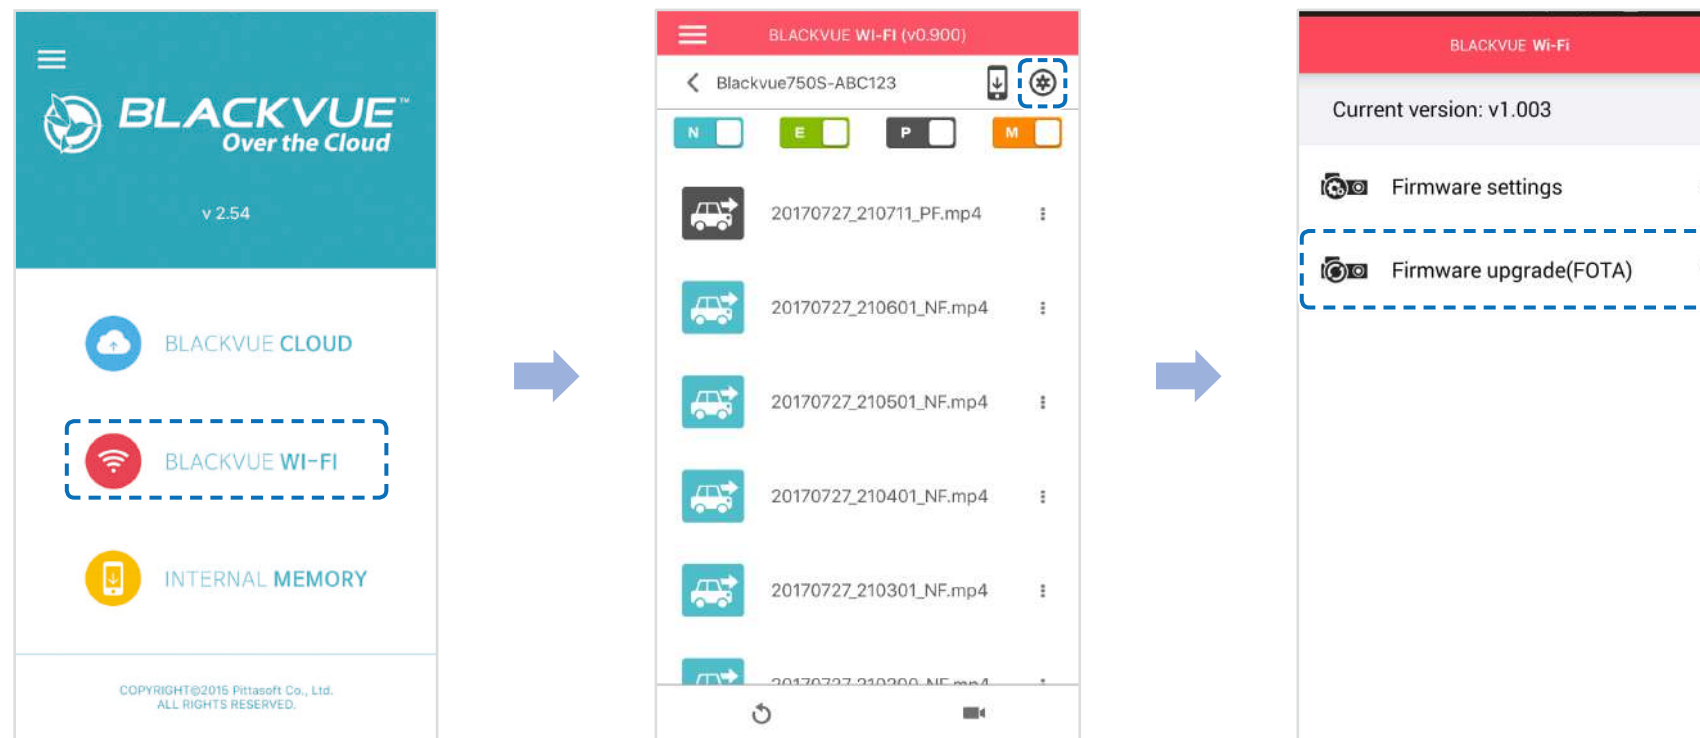 BLACKVUE™
Over the Cloud
v 2.54
BLACKVUE CLOUD
BLACKVUE WI-FI
INTERNAL MEMORY
COPYRIGHT©2015 Pittasoft Co., Ltd.
ALL RIGHTS RESERVED.
BLACKVUE WI-FI (v0.900)
Blackvue750S-ABC123
N E P M
20170727_210711_PF.mp4
20170727_210601_NF.mp4
20170727_210501_NF.mp4
20170727_210401_NF.mp4
20170727_210301_NF.mp4
BLACKVUE Wi-Fi
Current version: v1.003
Firmware settings
Firmware upgrade(FOTA)